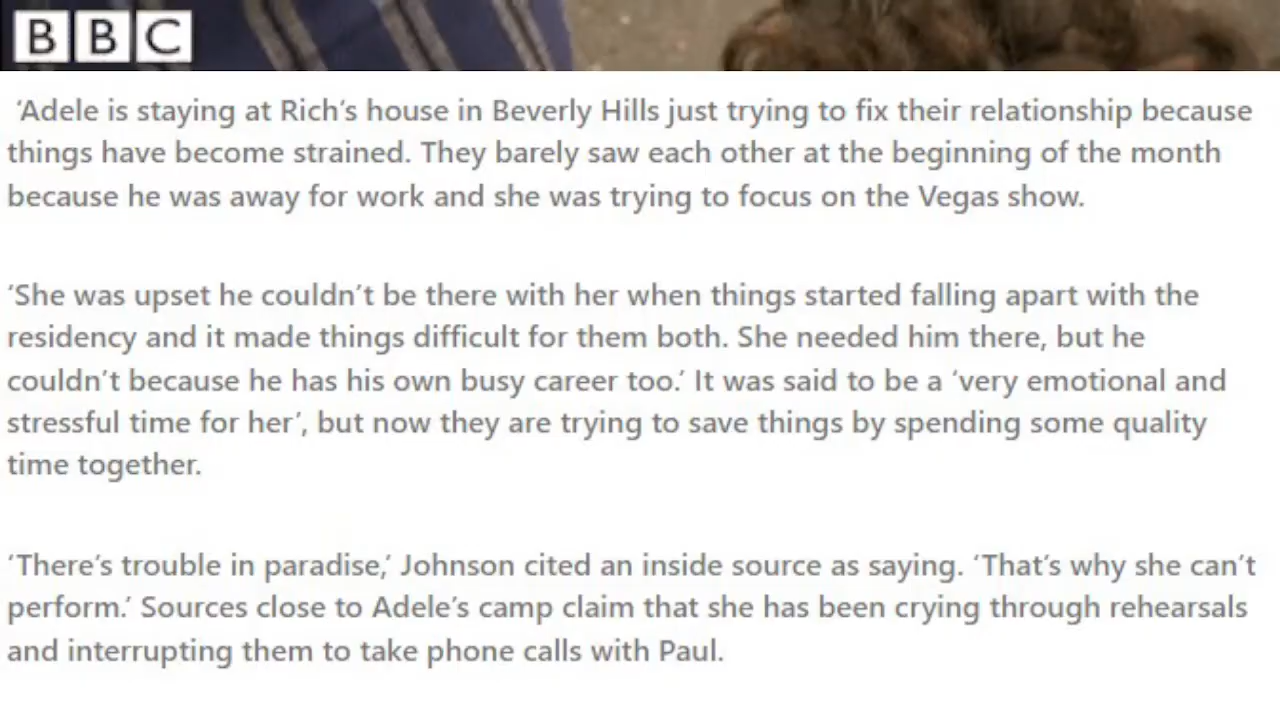 BBC
‘Adele is staying at Rich’s house in Beverly Hills just trying to fix their relationship because
things have become strained. They barely saw each other at the beginning of the month
because he was away for work and she was trying to focus on the Vegas show.
‘She was upset he couldn’t be there with her when things started falling apart with the
residency and it made things difficult for them both. She needed him there, but he
couldn’t because he has his own busy career too.’ It was said to be a ‘very emotional and
stressful time for her’, but now they are trying to save things by spending some quality
time together.
‘There’s trouble in paradise,’ Johnson cited an inside source as saying. ‘That’s why she can’t
perform.’ Sources close to Adele’s camp claim that she has been crying through rehearsals
and interrupting them to take phone calls with Paul.